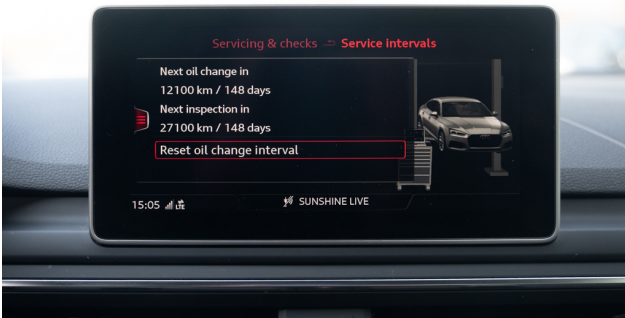 Servicing & checks Service intervals
Next oil change in
12100 km / 148 days
Next inspection in
27100 km / 148 days
Reset oil change interval
15:05 LTE SUNSHINE LIVE